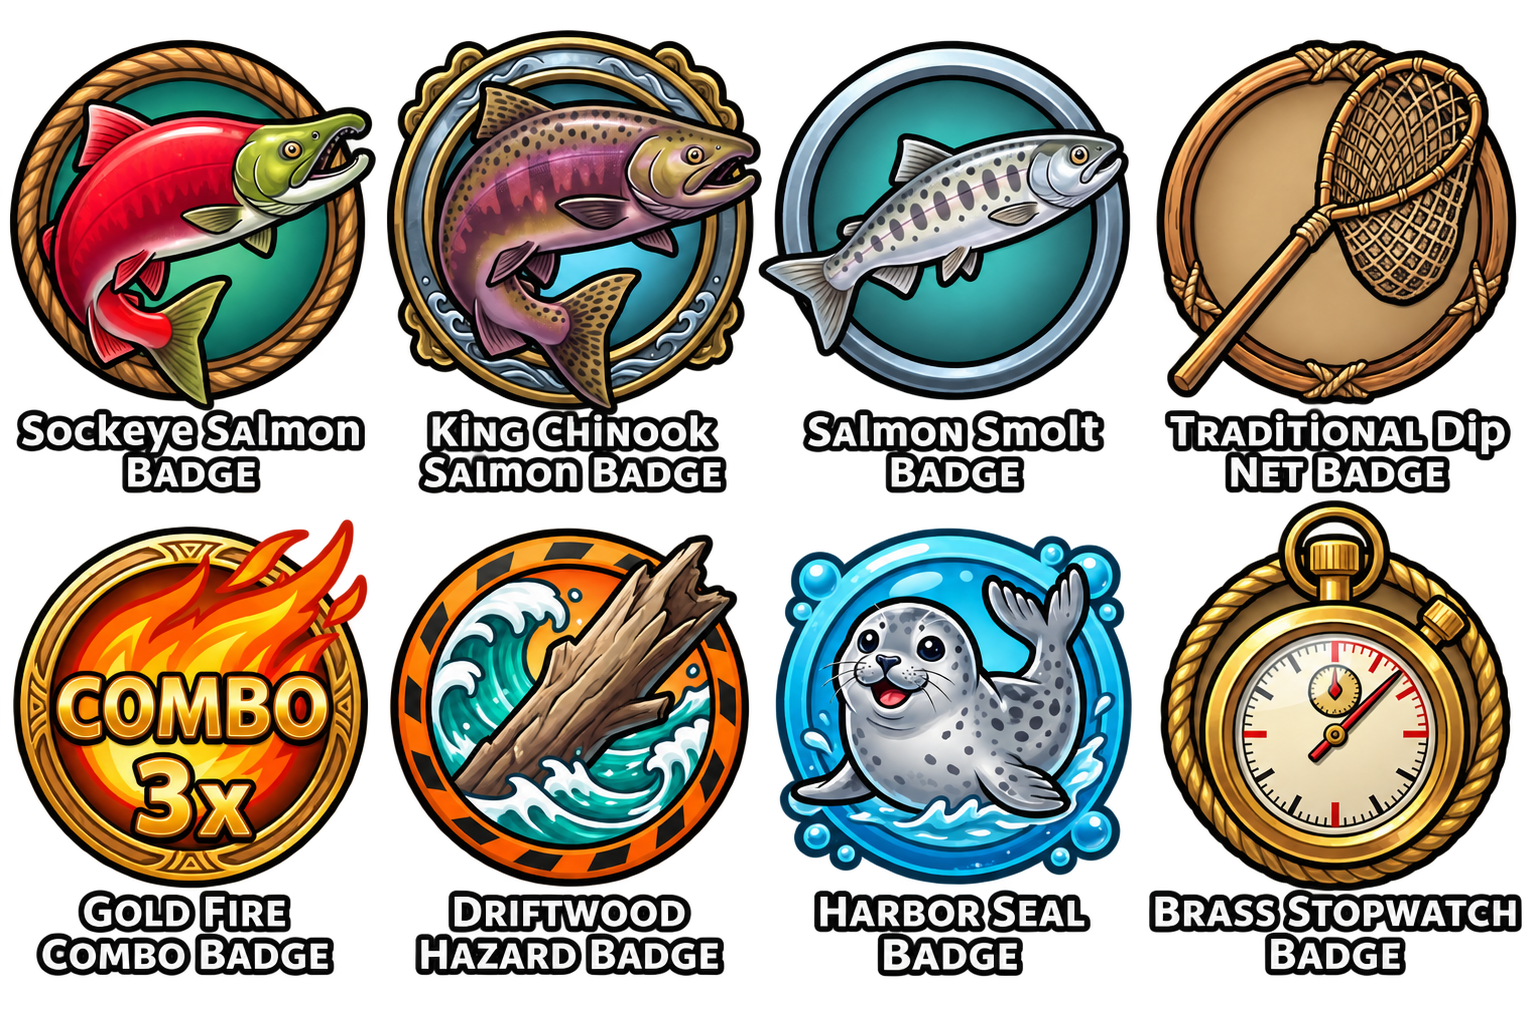 Sockeye Salmon
Badge
King Chinook
Salmon Badge
Salmon Smolt
Badge
Traditional Dip
Net Badge
COMBO
3x
Gold Fire
Combo Badge
Driftwood
Hazard Badge
Harbor Seal
Badge
Brass Stopwatch
Badge